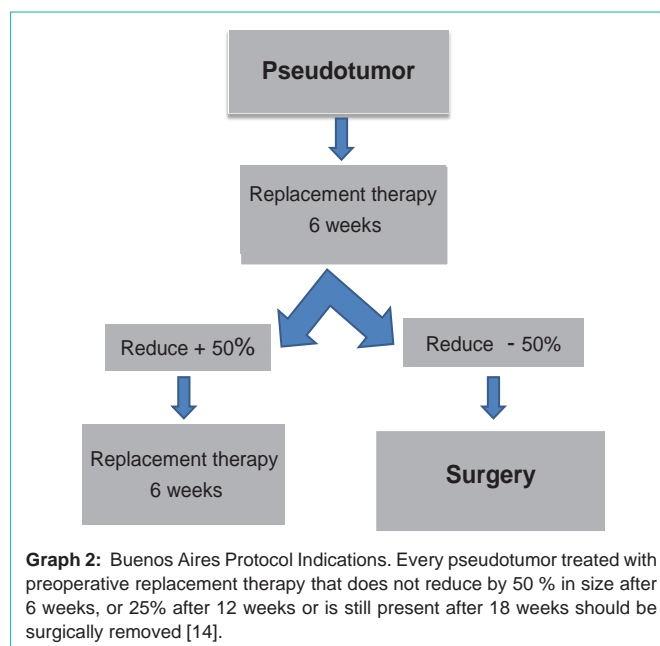 Pseudotumor
Replacement therapy
6 weeks
Reduce + 50%
Reduce - 50%
Replacement therapy
6 weeks
Surgery
Graph 2: Buenos Aires Protocol Indications. Every pseudotumor treated with
preoperative replacement therapy that does not reduce by 50 % in size after
6 weeks, or 25% after 12 weeks or is still present after 18 weeks should be
surgically removed [14].